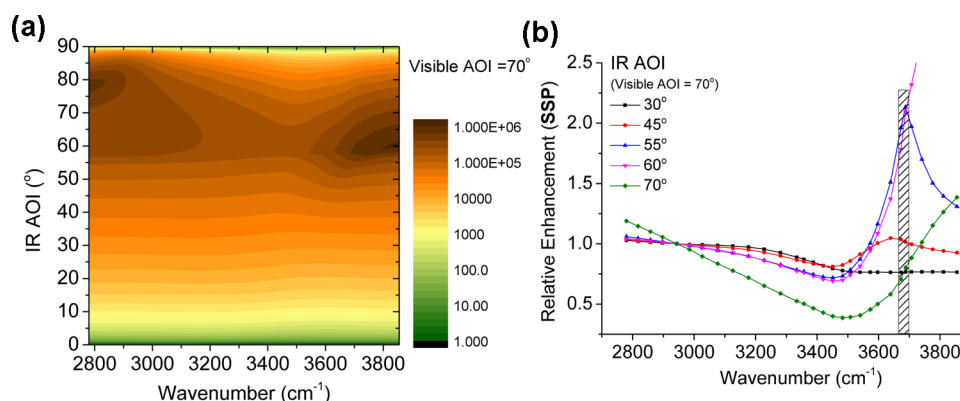 (a)
90
80
70
60
50
40
30
20
10
0
IR AOI (°)
2800 3000 3200 3400 3600 3800
Wavenumber (cm-1)
Visible AOI =70°
1.000E+06
1.000E+05
10000
1000
100.0
10.00
1.000
(b)
2.5
2.0
1.5
1.0
0.5
Relative Enhancement (SSP)
IR AOI
(Visible AOI = 70°)
30°
45°
55°
60°
70°
2800 3000 3200 3400 3600 3800
Wavenumber (cm-1)